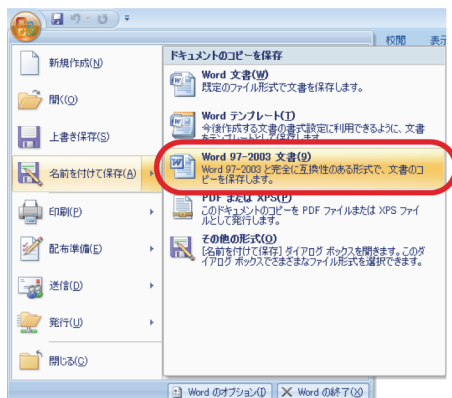 校閲 表示
新規作成(N)
開く(O)
上書き保存(S)
名前を付けて保存(A)
印刷(P)
配布準備(E)
送信(D)
発行(U)
閉じる(C)
ドキュメントのコピーを保存
Word 文書(W)
既定のファイル形式で文書を保存します。
Word テンプレート(T)
今後作成する文書の書式設定に利用できるように、文書
をテンプレートとして保存します。
Word 97-2003 文書(9)
Word 97-2003 と完全に互換性のある形式で、文書のコ
ピーを保存します。
PDF または XPS(P)
このドキュメントのコピーを PDF ファイルまたは XPS ファイ
ルとして発行します。
その他の形式(O)
[名前を付けて保存] ダイアログ ボックスを開きます。このダ
イアログ ボックスでさまざまなファイル形式を選択できます。
Word のオプション(I)
Word の終了(X)